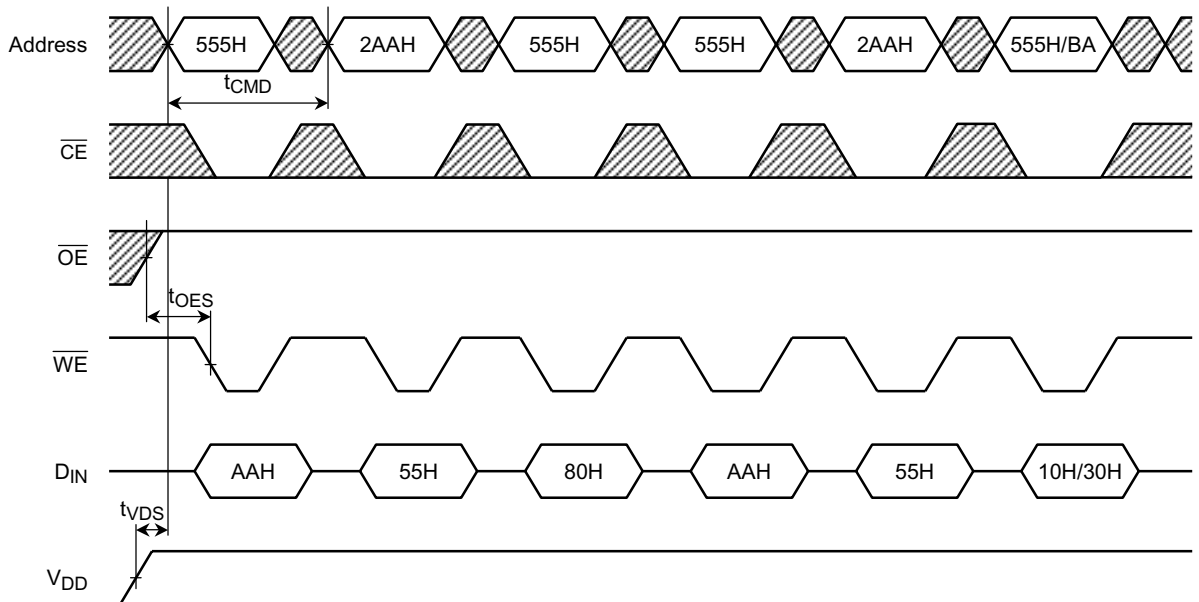 Address 555H 2AAH 555H 555H 2AAH 555H/BA
tCMD
CE
OE
tOES
WE
DIN AAH 55H 80H AAH 55H 10H/30H
tVDS
VDD